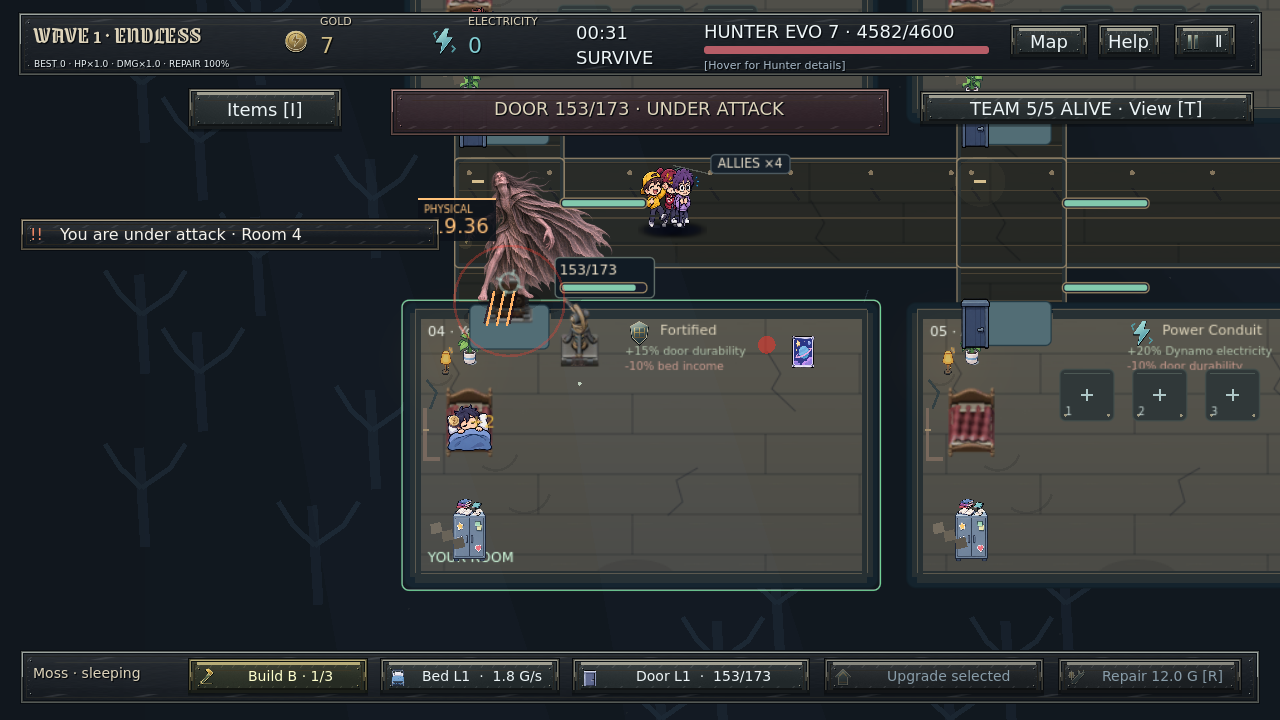 WAVE 1 · ENDLESS
BEST 0 · HP×1.0 · DMG×1.0 · REPAIR 100%
GOLD
7
ELECTRICITY
0
00:31
SURVIVE
HUNTER EVO 7 · 4582/4600
[Hover for Hunter details]
Map
Help
II
Items [I]
DOOR 153/173 · UNDER ATTACK
TEAM 5/5 ALIVE · View [T]
ALLIES ×4
PHYSICAL
9.36
!! You are under attack · Room 4
153/173
04 ·
Fortified
+15% door durability
-10% bed income
05 ·
Power Conduit
+20% Dynamo electricity
-10% door durability
+ + +
1 2 3
2
YOUR ROOM
Moss · sleeping
Build B · 1/3
Bed L1 · 1.8 G/s
Door L1 · 153/173
Upgrade selected
Repair 12.0 G [R]